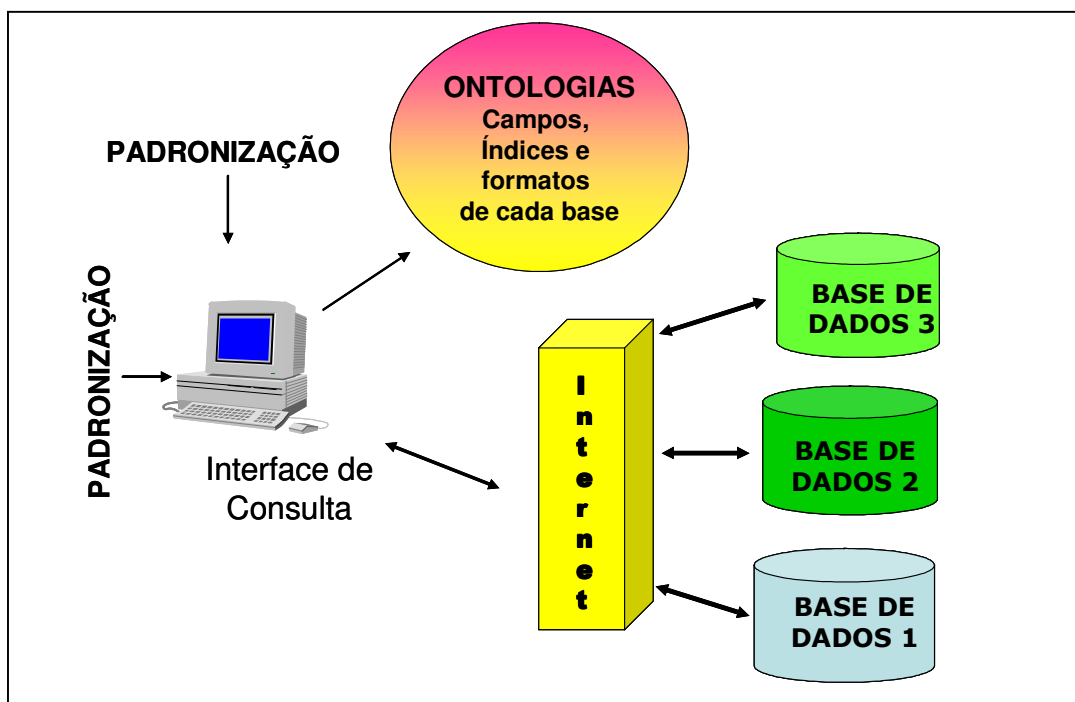 ONTOLOGIAS
Campos,
Índices e
formatos
de cada base
PADRONIZAÇÃO
PADRONIZAÇÃO
Interface de
Consulta
Internet
BASE DE
DADOS 3
BASE DE
DADOS 2
BASE DE
DADOS 1